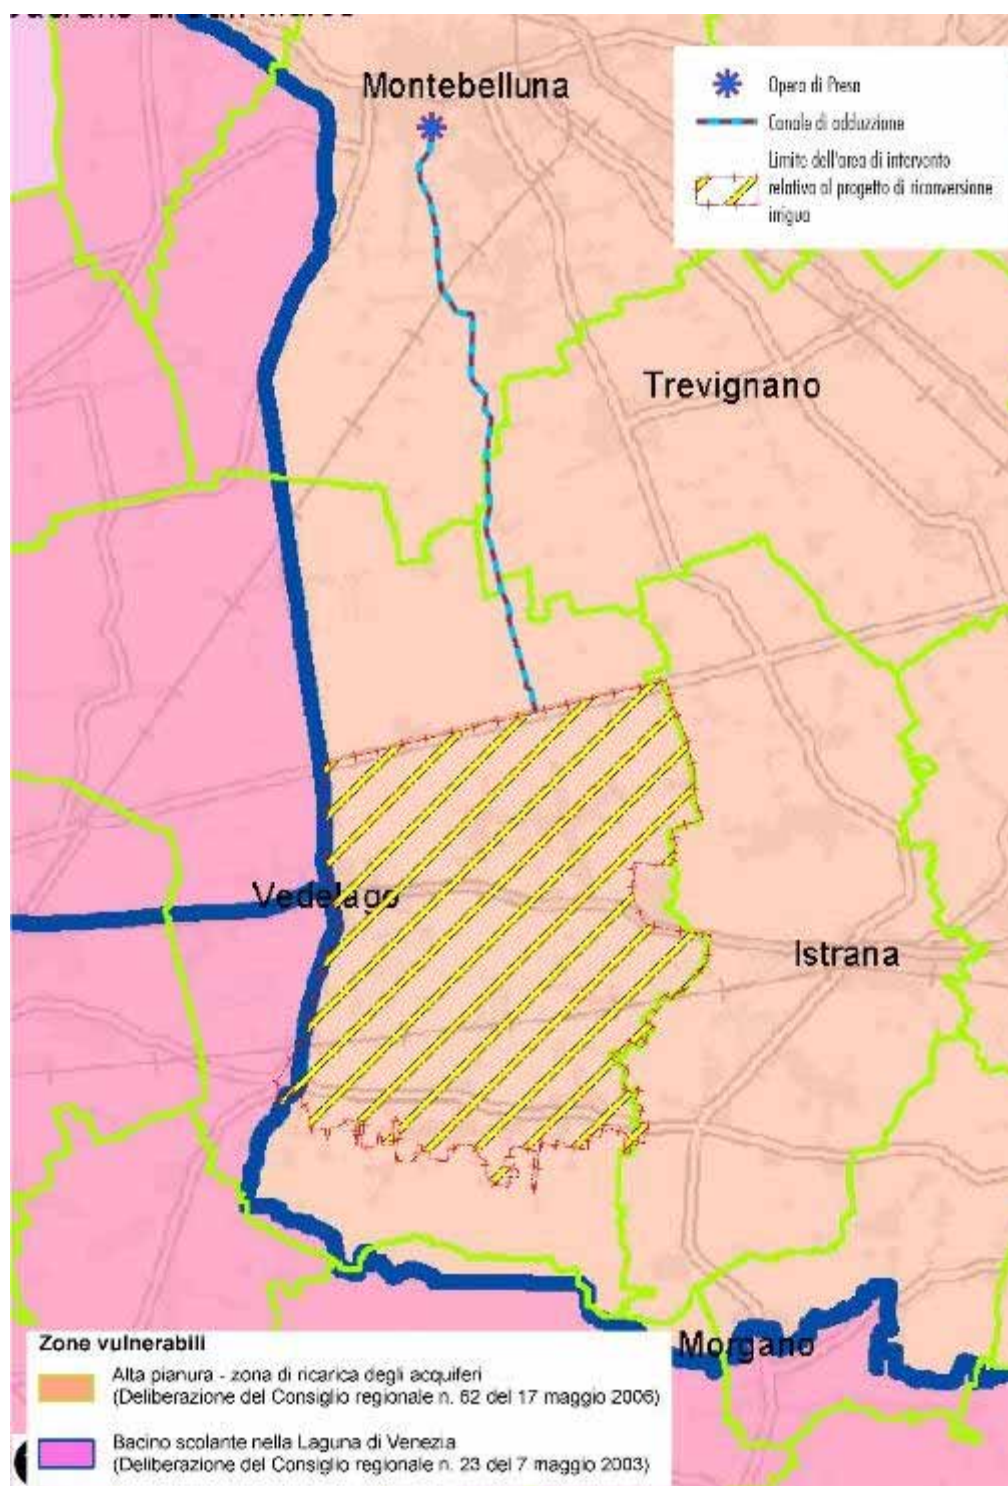 Montebelluna
Opera di Presa
Canale di adduzzione
Limite dell'area di intervento
relativa al progetto di riconversione
irrigua
Trevignano
Vedelago
Istrana
Morgano
Zone vulnerabili
Alta pianura - zona di ricarica degli acquiferi
(Deliberazione del Consiglio regionale n. 62 del 17 maggio 2006)
Bacino scolante nella Laguna di Venezia
(Deliberazione del Consiglio regionale n. 23 del 7 maggio 2003)